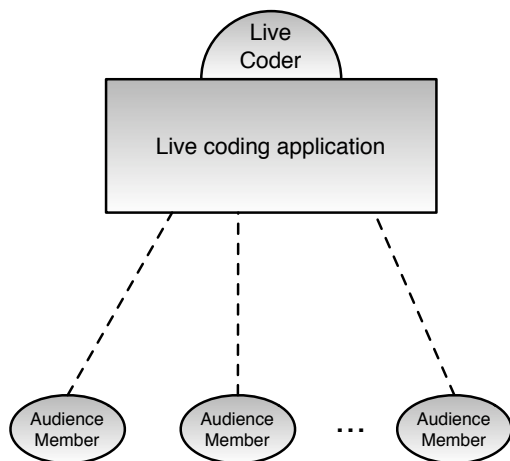 Live
Coder
Live coding application
Audience
Member
Audience
Member
...
Audience
Member